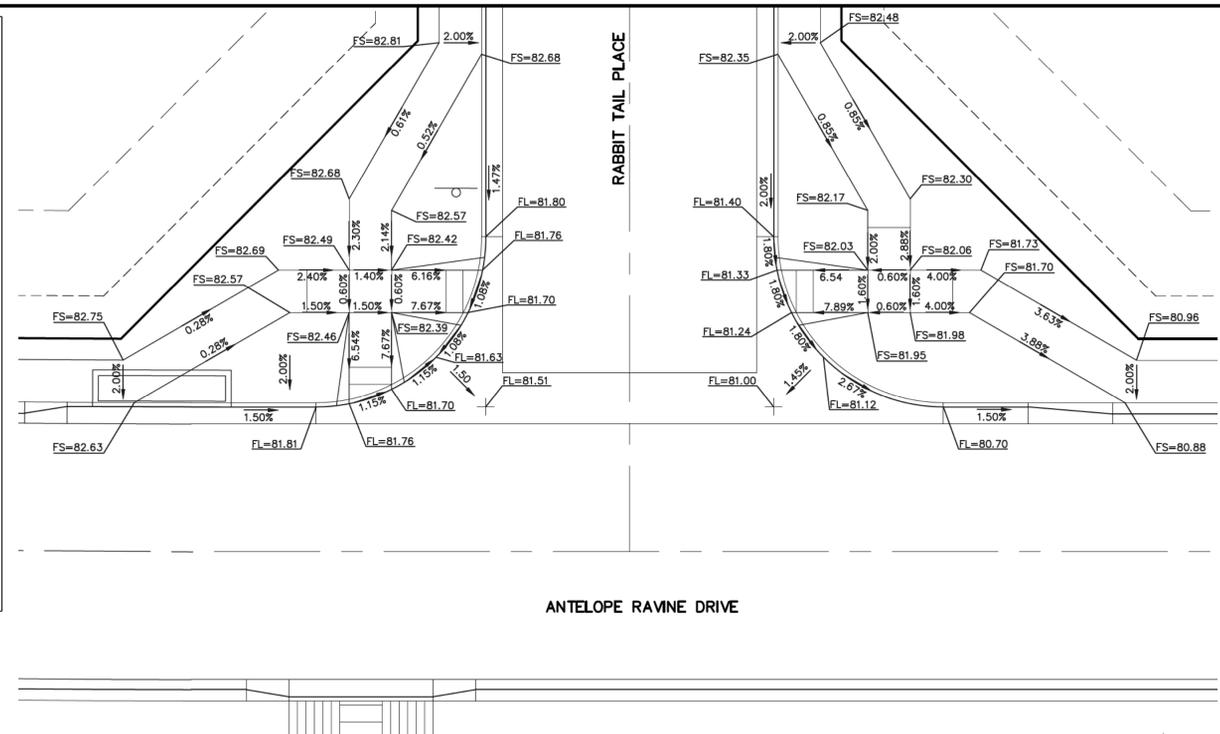 FS=82.81
2.00%
FS=82.68
0.61%
0.52%
FS=82.68
1.47%
FS=82.57
FL=81.80
FS=82.49
2.30%
2.14%
FS=82.42
FL=81.76
FS=82.69
FS=82.57
2.40%
1.40%
6.16%
0.60%
0.60%
1.08%
1.50%
1.50%
7.67%
FL=81.70
FS=82.75
0.28%
0.28%
FS=82.46
FS=82.39
6.54%
7.67%
1.08%
FL=81.63
2.00%
2.00%
1.15%
1.50
FL=81.51
1.15%
FL=81.70
1.50%
FS=82.63
FL=81.81
FL=81.76
RABBIT TAIL PLACE
FS=82.48
2.00%
FS=82.35
0.85%
0.85%
2.00%
FS=82.17
FS=82.30
FL=81.40
1.80%
FS=82.03
2.00%
2.88%
FS=82.06
FS=81.73
FL=81.33
6.54
0.60%
4.00%
FS=81.70
1.80%
1.60%
1.60%
7.89%
0.60%
4.00%
3.63%
FL=81.24
1.80%
FS=81.98
FS=80.96
FS=81.95
3.88%
1.45%
2.67%
2.00%
FL=81.00
FL=81.12
1.50%
FL=80.70
FS=80.88
ANTELOPE RAVINE DRIVE